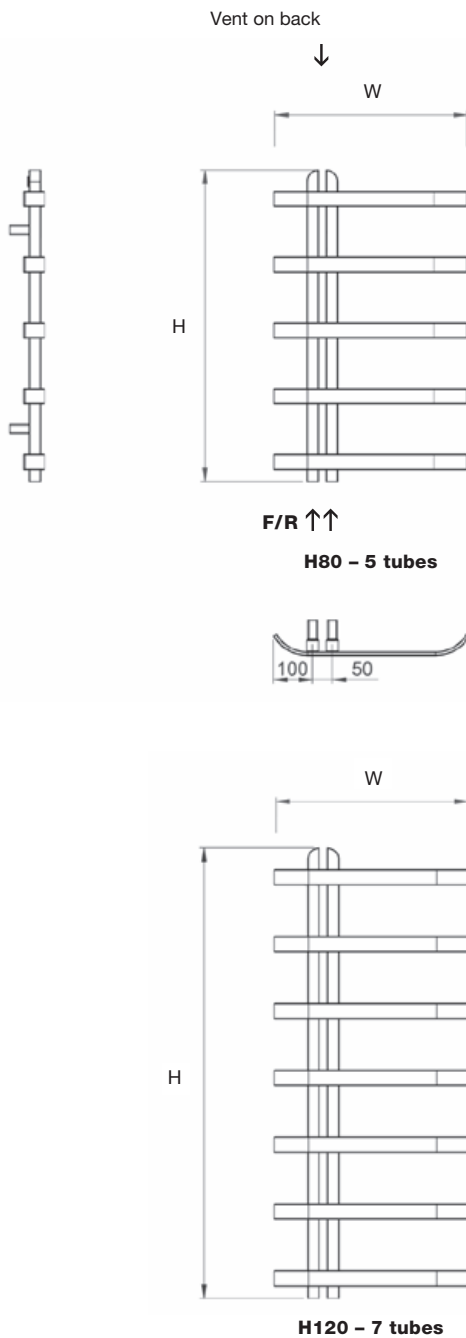 Vent on back
↓
W
H
F/R ↑↑
H80 – 5 tubes
100 50
W
H
H120 – 7 tubes